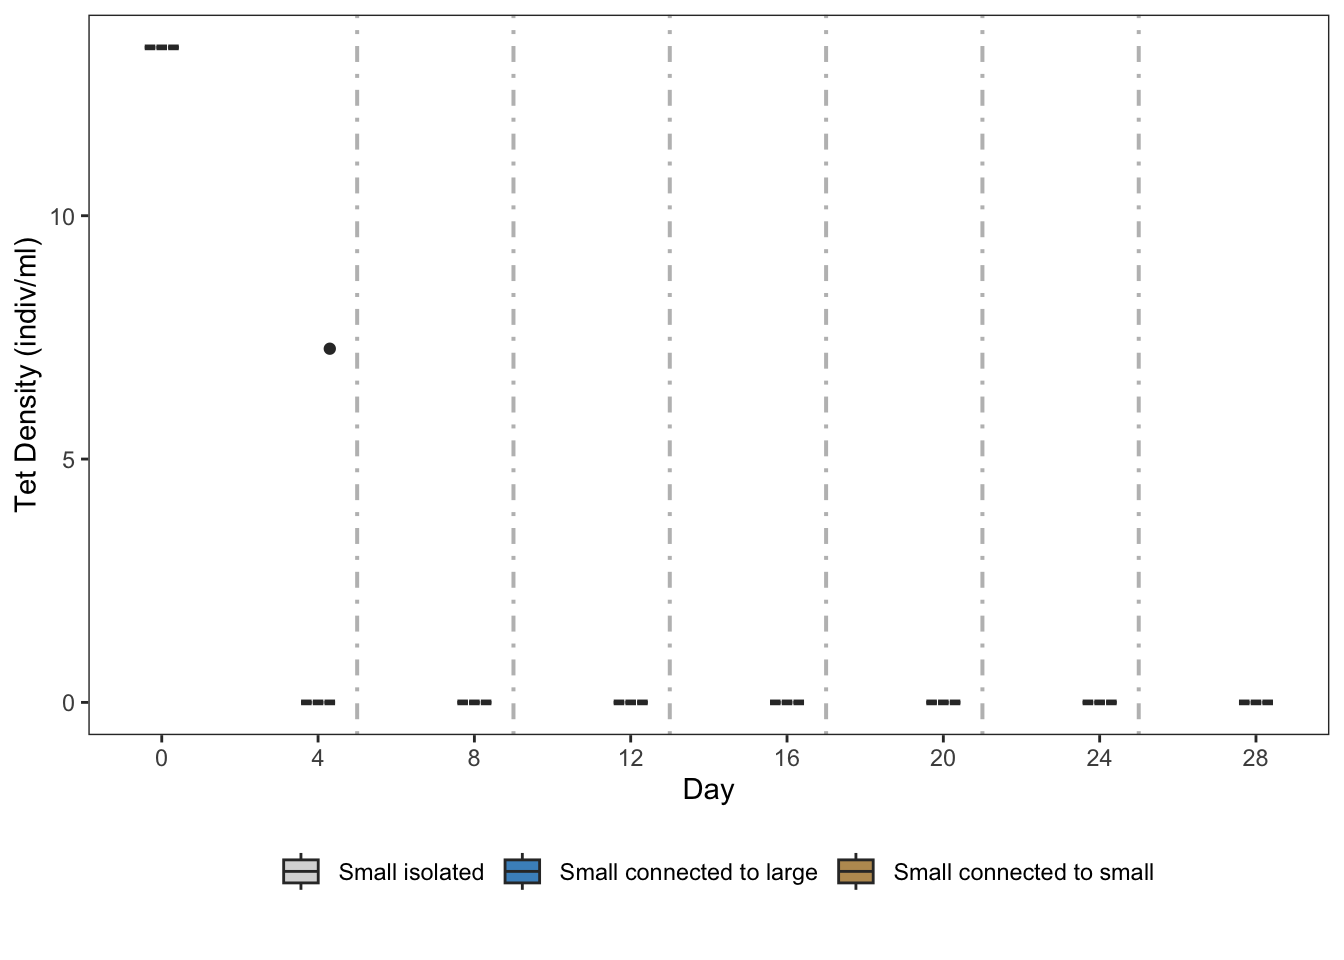 Tet Density (indiv/ml)
10
5
0
0 4 8 12 16 20 24 28
Day
Small isolated Small connected to large Small connected to small